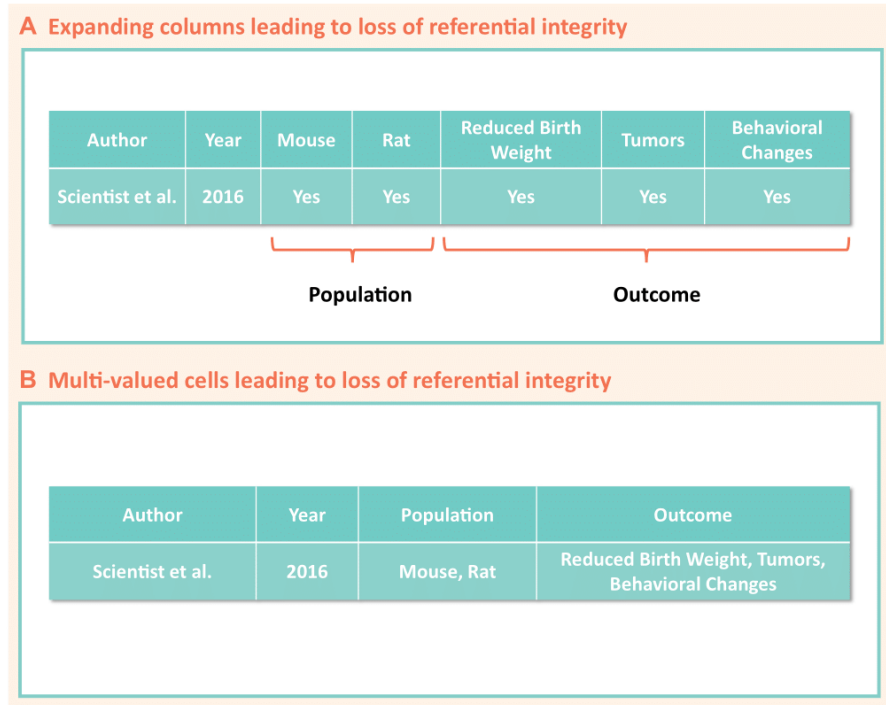 A Expanding columns leading to loss of referential integrity
Author Year Mouse Rat Reduced Birth Weight Tumors Behavioral Changes
Scientist et al. 2016 Yes Yes Yes Yes Yes
Population Outcome
B Multi-valued cells leading to loss of referential integrity
Author Year Population Outcome
Scientist et al. 2016 Mouse, Rat Reduced Birth Weight, Tumors,
Behavioral Changes